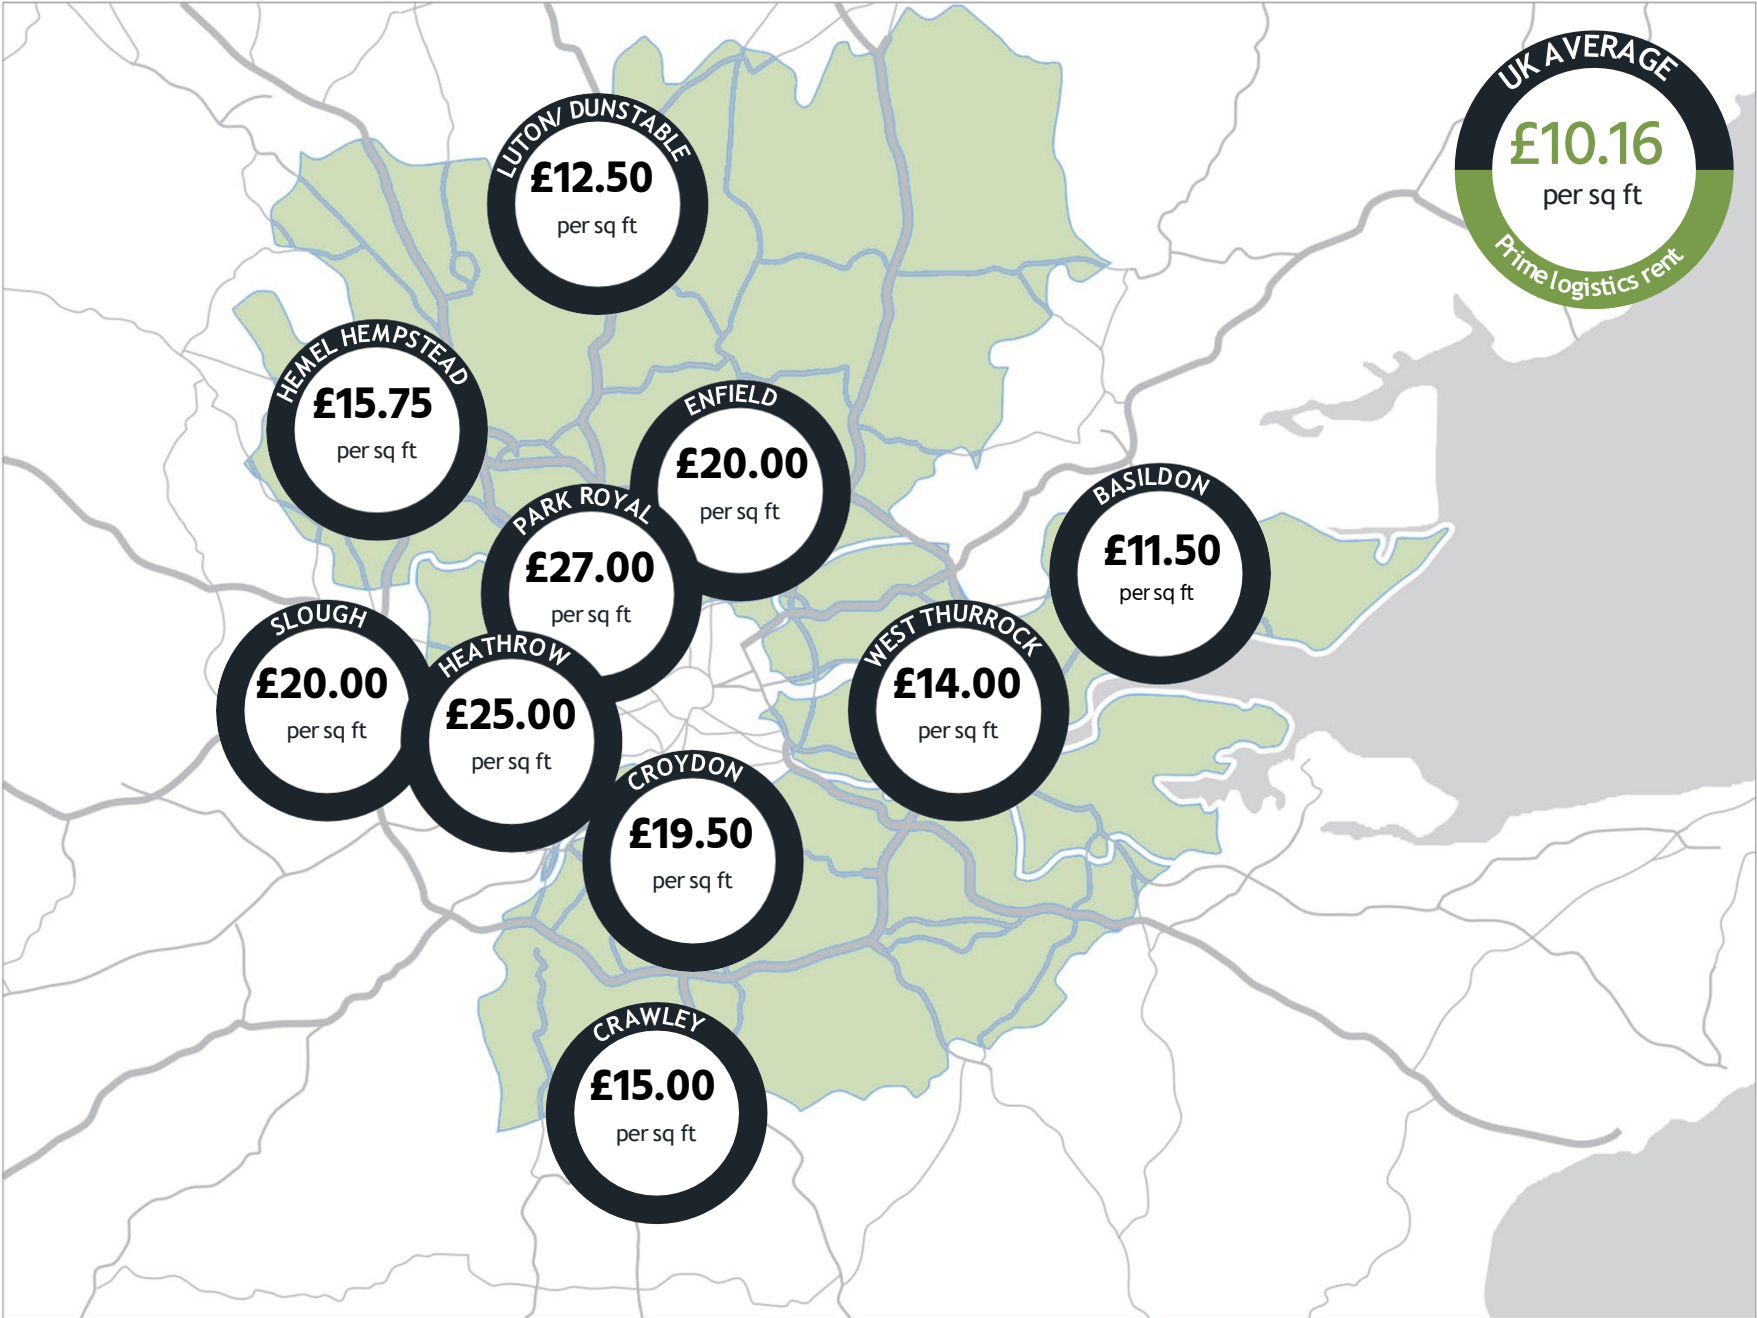 UK AVERAGE
£10.16
per sq ft
Prime logistics rent
LUTON/ DUNSTABLE
£12.50
per sq ft
HEMEL HEMPSTEAD
£15.75
per sq ft
ENFIELD
£20.00
per sq ft
PARK ROYAL
£27.00
per sq ft
BASILDON
£11.50
per sq ft
SLOUGH
£20.00
per sq ft
HEATHROW
£25.00
per sq ft
WEST THURROCK
£14.00
per sq ft
CROYDON
£19.50
per sq ft
CRAWLEY
£15.00
per sq ft